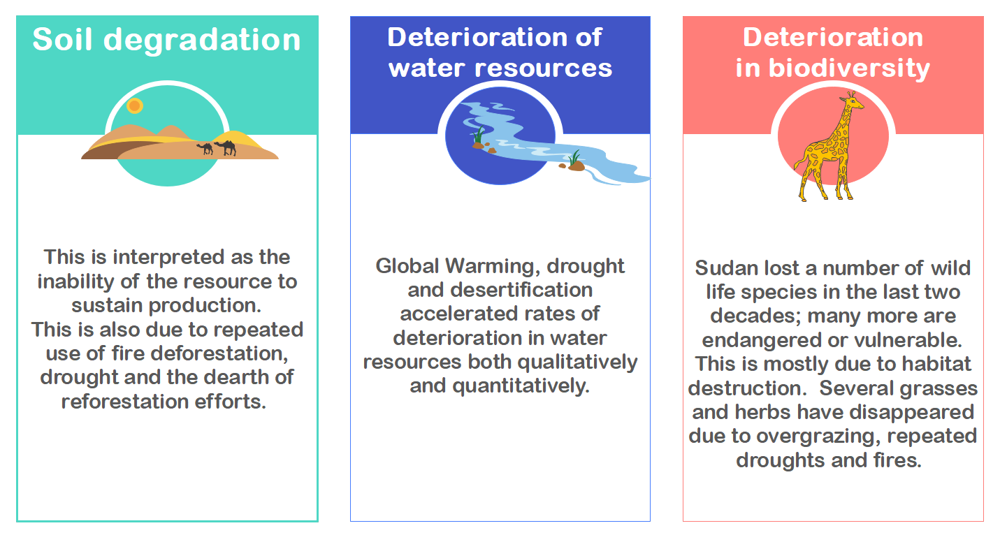 Soil degradation
This is interpreted as the
inability of the resource to
sustain production.
This is also due to repeated
use of fire deforestation,
drought and the dearth of
reforestation efforts.
Deterioration of
water resources
Global Warming, drought
and desertification
accelerated rates of
deterioration in water
resources both qualitatively
and quantitatively.
Deterioration
in biodiversity
Sudan lost a number of wild
life species in the last two
decades; many more are
endangered or vulnerable.
This is mostly due to habitat
destruction.  Several grasses
and herbs have disappeared
due to overgrazing, repeated
droughts and fires.